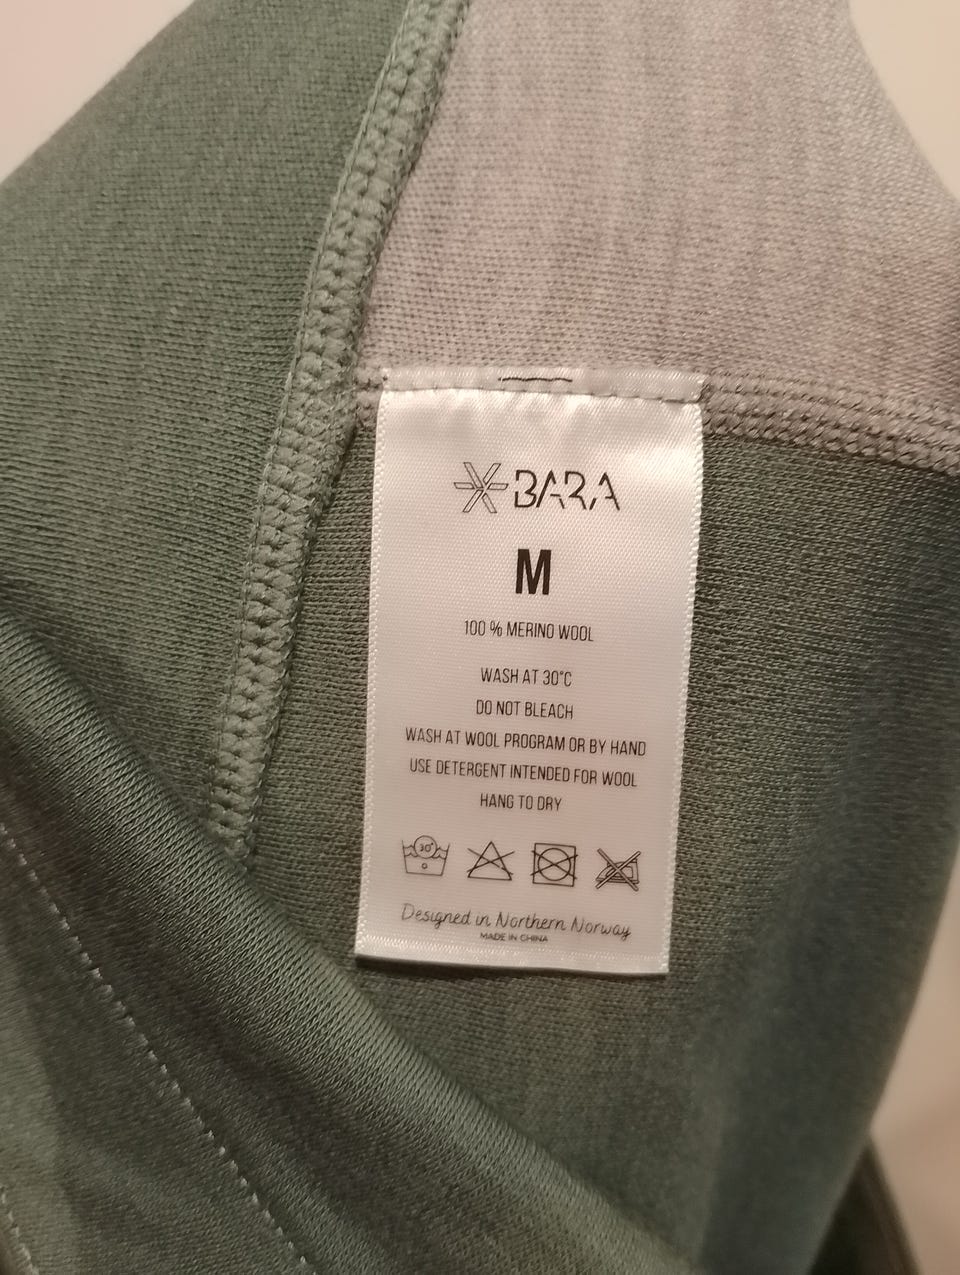 BARA
M
100 % MERINO WOOL
WASH AT 30°C
DO NOT BLEACH
WASH AT WOOL PROGRAM OR BY HAND
USE DETERGENT INTENDED FOR WOOL
HANG TO DRY
30°
Designed in Northern Norway
MADE IN CHINA